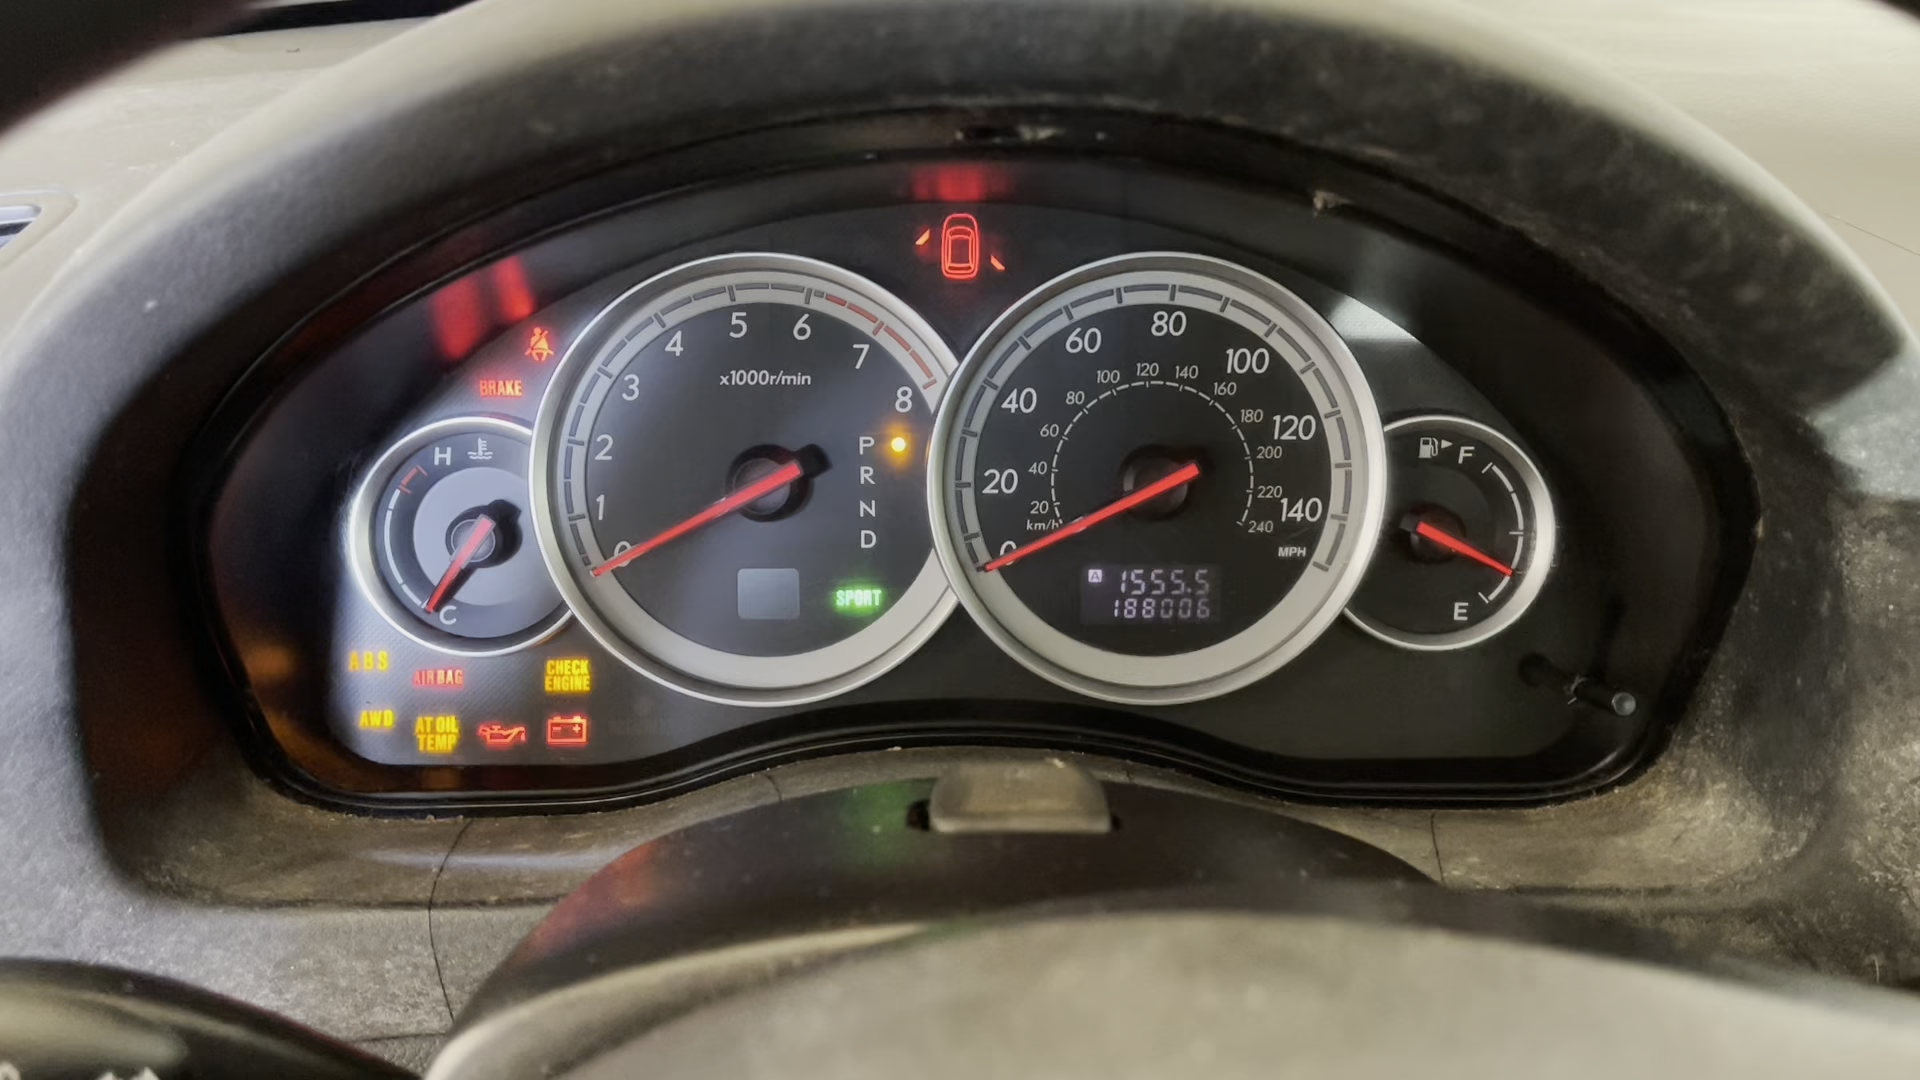 BRAKE
H
C
4 5 6
3 7
2 8
1
0
x1000r/min
P
R
N
D
SPORT
60 80 100
40 120
20 140
0
100 120 140
80 160
60 180
40 200
20 220
km/h 240
MPH
A 1555.5
188006
F
E
ABS
AIRBAG
CHECK
ENGINE
AWD
AT OIL
TEMP